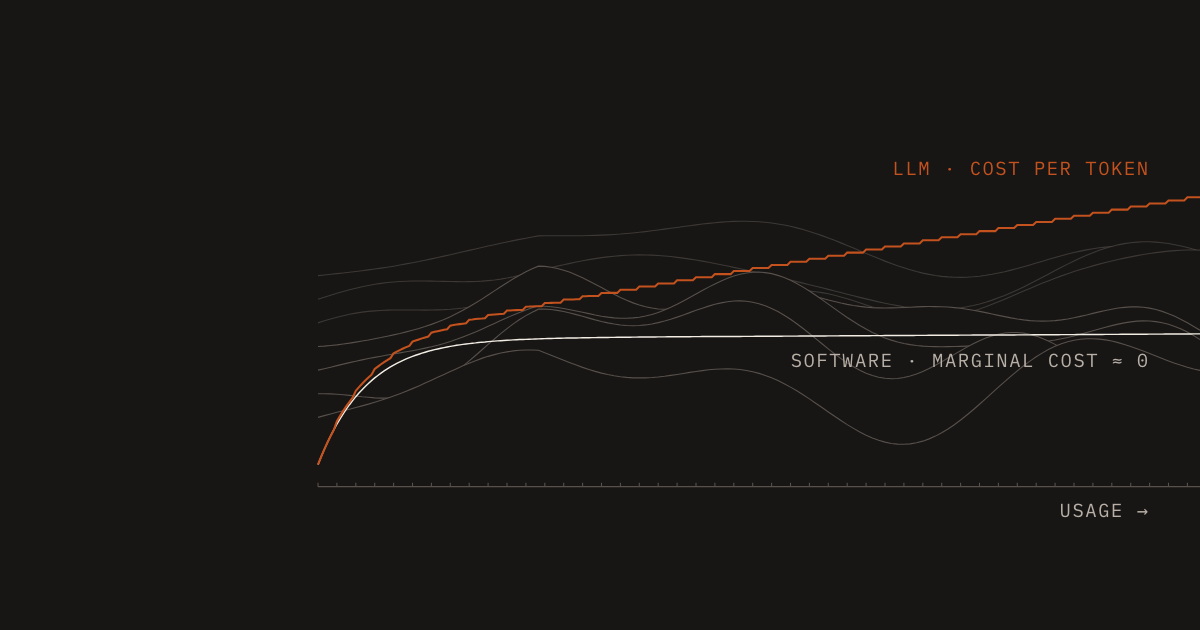 LLM · COST PER TOKEN
SOFTWARE · MARGINAL COST ≈ 0
USAGE →